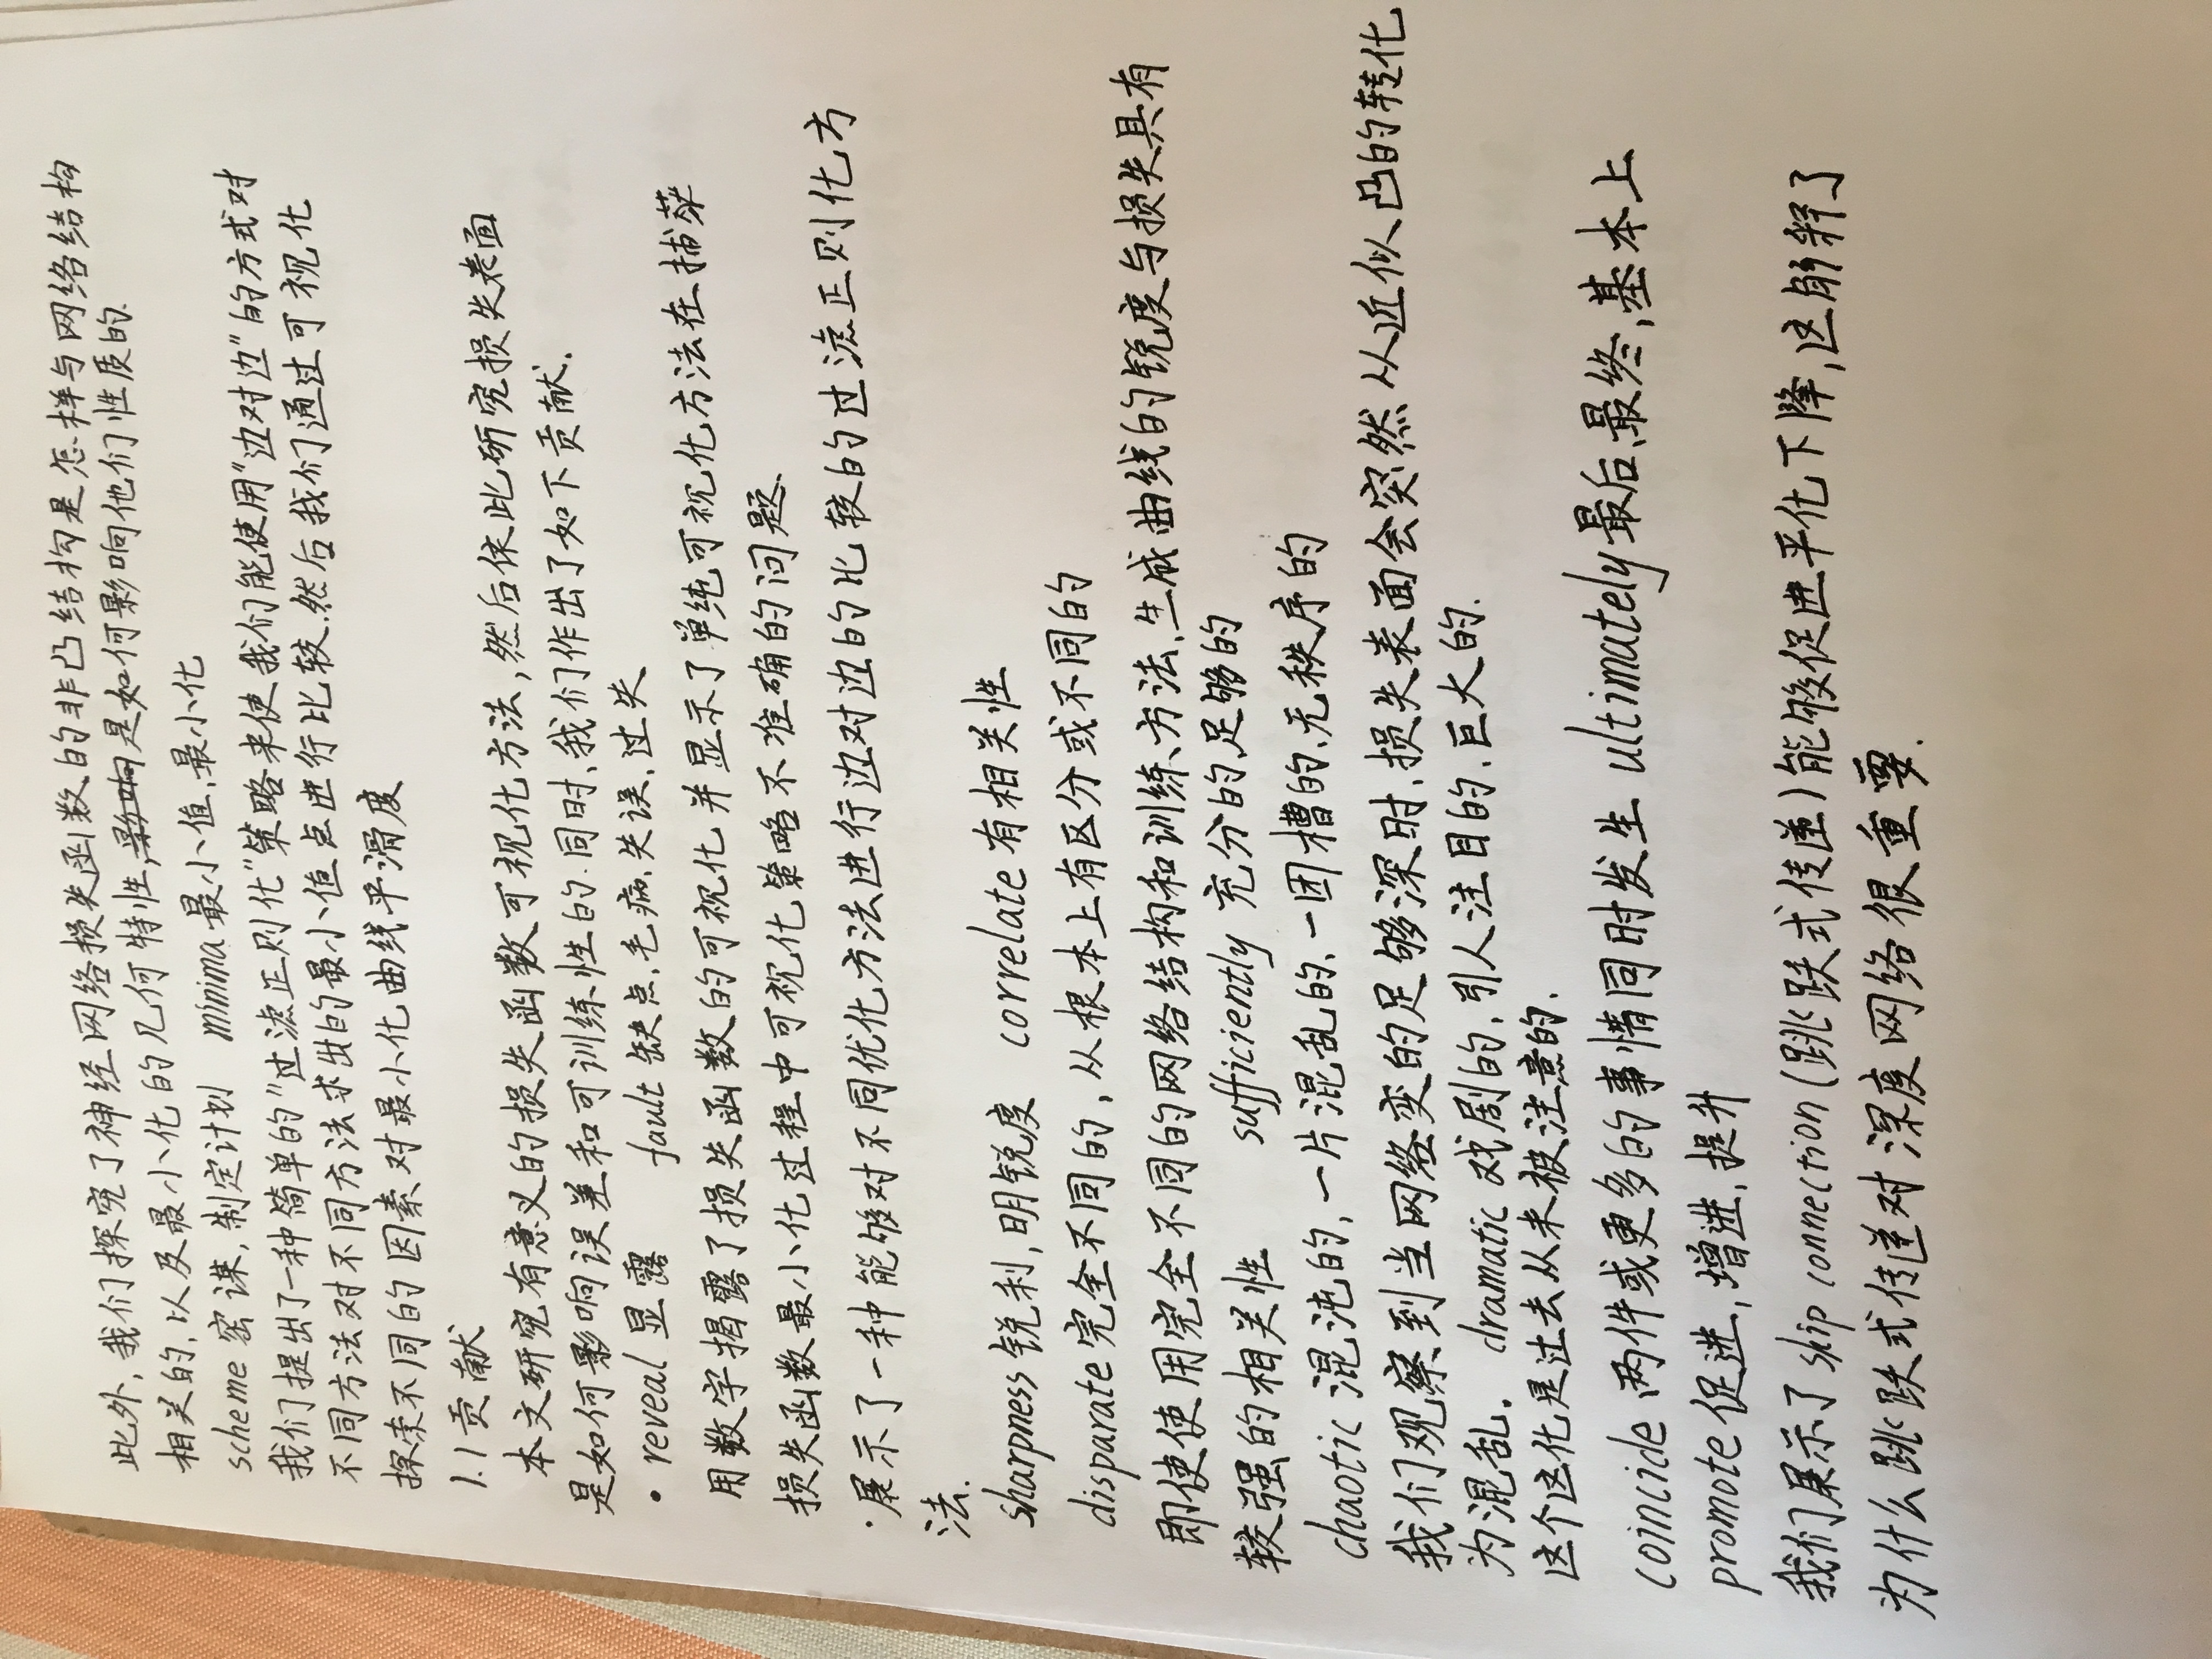 此外,我们探究了神经网络损失函数的非凸结构是怎样与网络结构
相关的,以及最小化的几何特性,影响是如何影响他们性质的.
scheme 密谋,制定计划 minima 最小值,最小化
我们提出了一种简单的"过滤正则化"策略来使我们能使用"边对边"的方式对
不同方法对不同方法求出的最小值点进行比较.然后我们通过可视化
探索不同的因素对最小化曲线平滑度
1.1贡献
本文研究有意义的损失函数可视化方法,然后依此研究损失表面
是如何影响误差和可训练性的.同时,我们作出了如下贡献.
• reveal 显露 fault 缺点,毛病,失误,过失
用数字揭露了损失函数的可视化并显示了单纯可视化方法在捕获
损失函数最小化过程中可视化策略不准确的问题.
·展示了一种能够对不同优化方法进行边对边的比较的过滤正则化方
法.
sharpness 锐利,明锐度 correlate 有相关性
disparate 完全不同的,从根本上有区分或不同的
即使使用完全不同的网络结构和训练方法,生成曲线的锐度与损失具有
较强的相关性 sufficiently 充分的,足够的
chaotic 混沌的,一片混乱的,一团槽的,无秩序的
我们观察到当网络变的足够深时,损失表面会突然从近似凸的转化
为混乱. dramatic 戏剧的,引人注目的,巨大的.
这个这化是过去从未被注意的.
coincide 两件或更多的事情同时发生 ultimately 最后,最终,基本上
promote 促进,增进,提升
我们展示了 skip connection (跳跃式传递)能够促进平化下降,这解释了
为什么跳跃式传递对深度网络很重要.